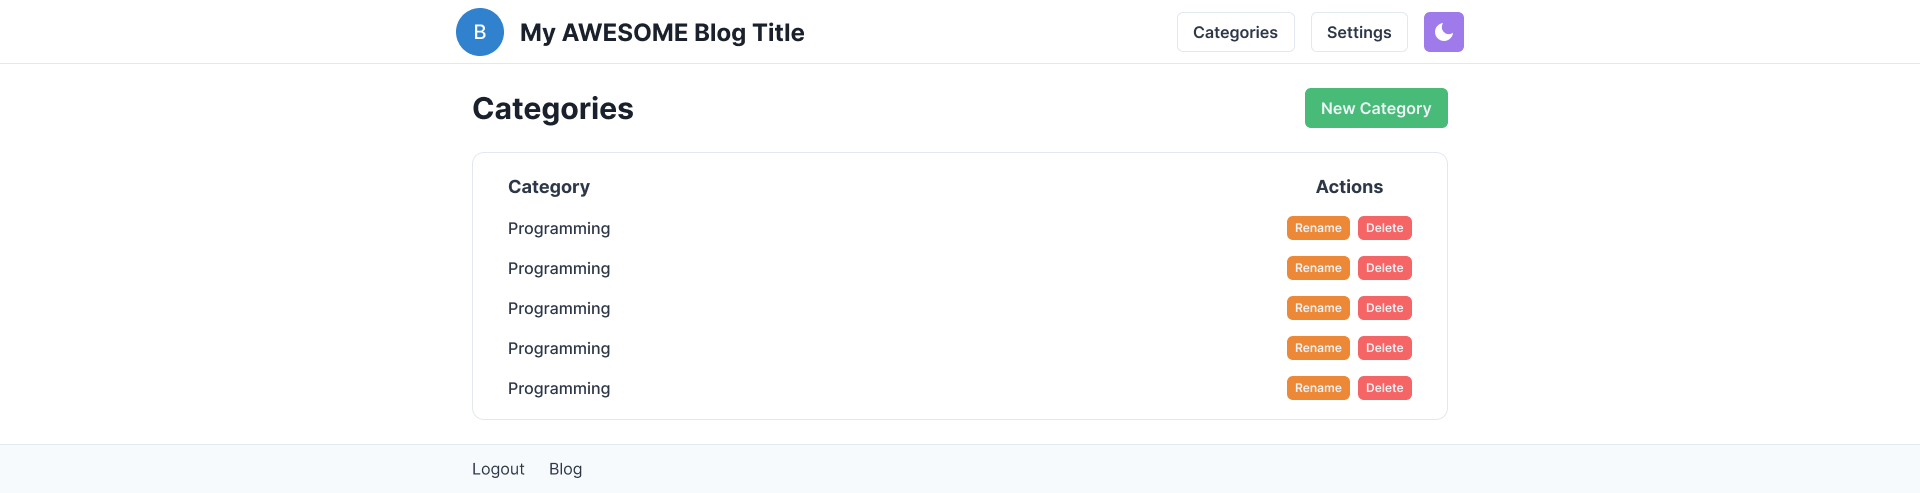 B My AWESOME Blog Title Categories Settings
Categories New Category
Category Actions
Programming Rename Delete
Programming Rename Delete
Programming Rename Delete
Programming Rename Delete
Programming Rename Delete
Logout Blog